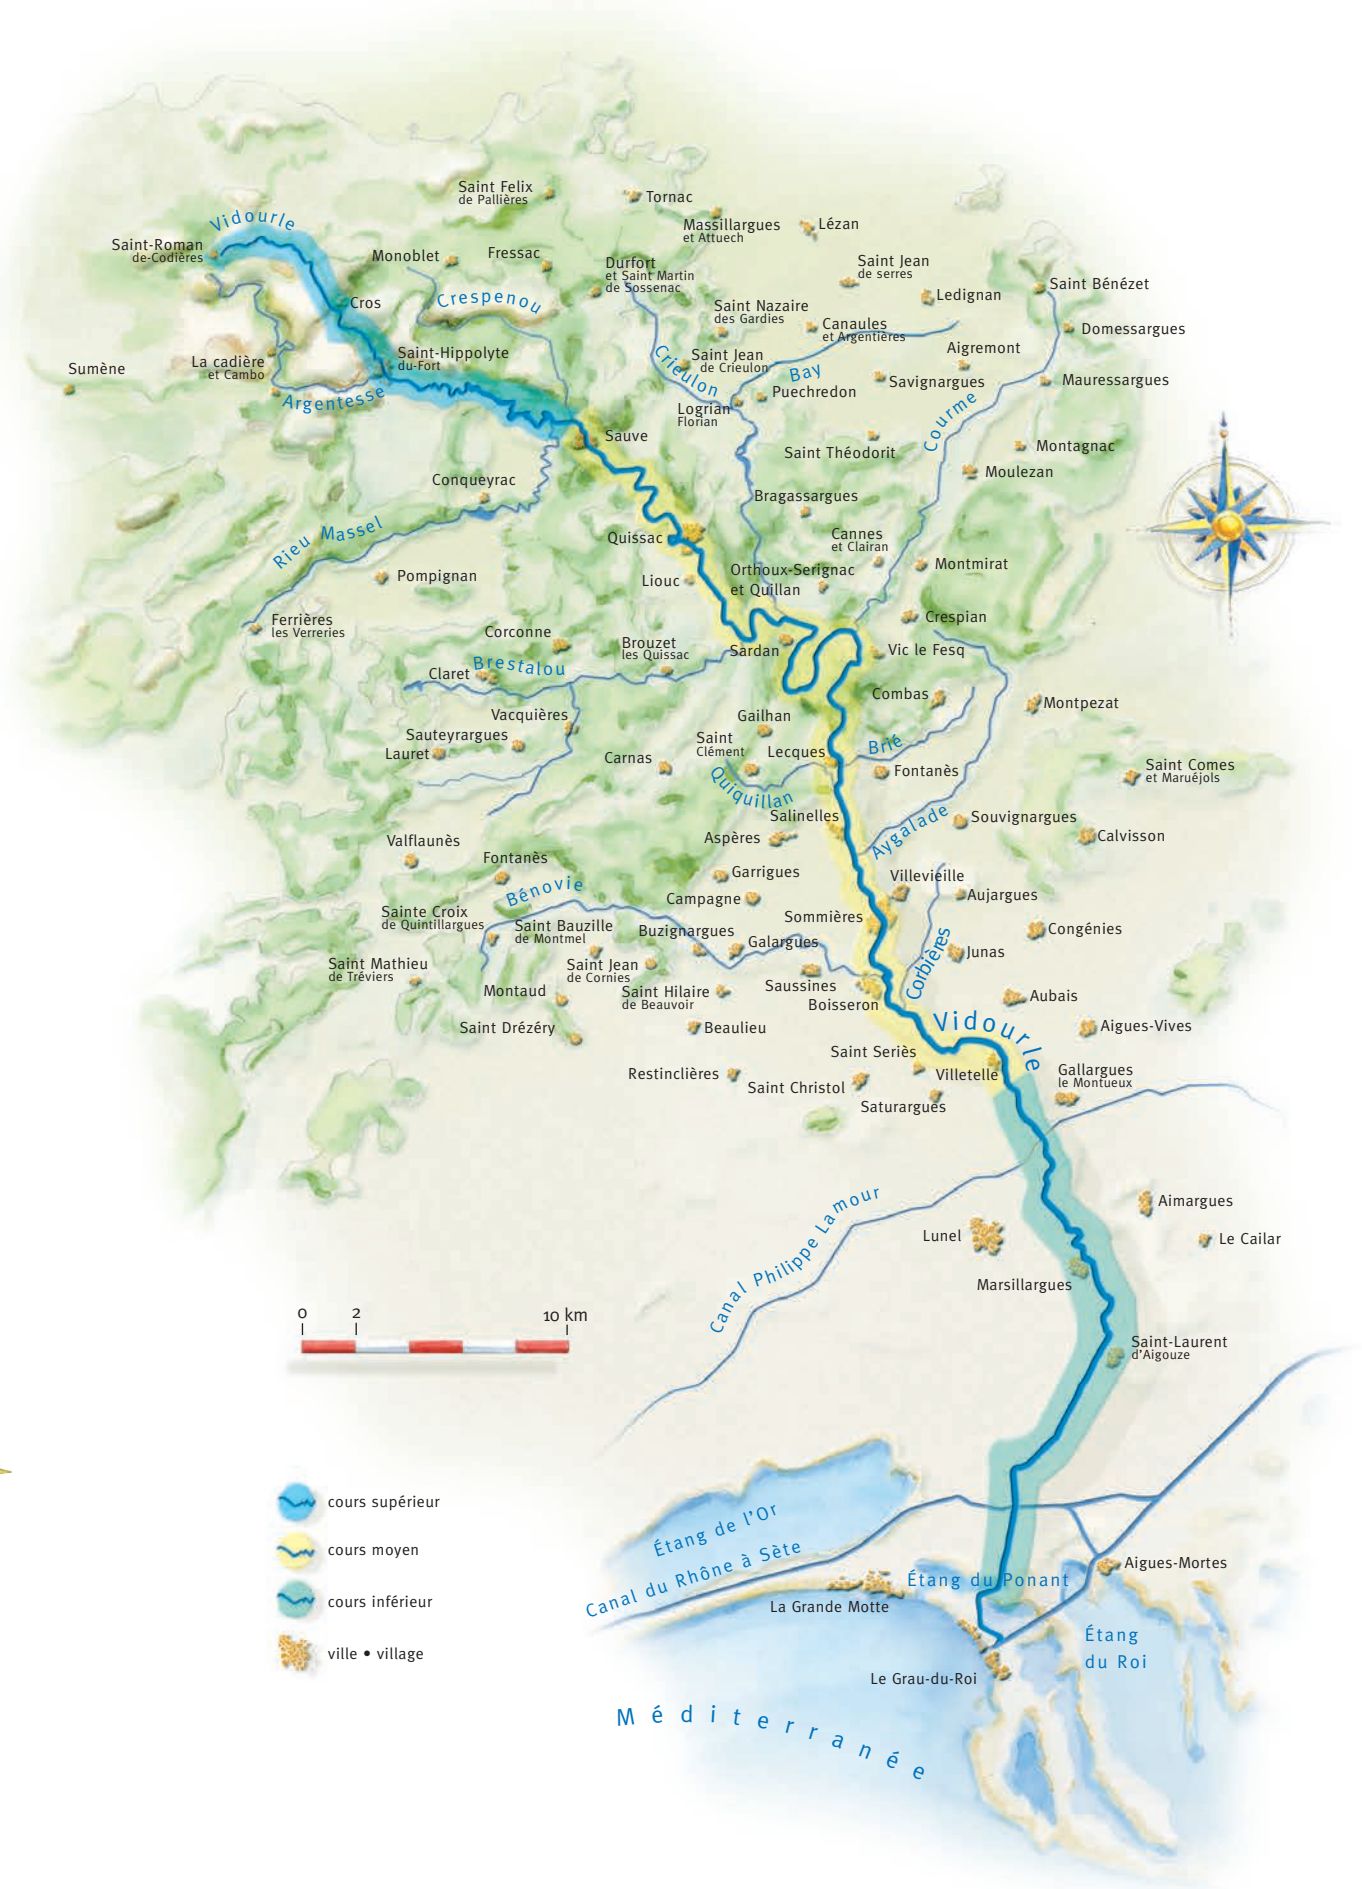 Saint Felix
de Pallières
Tornac
Massillargues
et Attuech
Lézan
Vidourle
Saint-Roman
de-Codières
Monoblet
Fressac
Durfort
et Saint Martin
de Sossenac
Saint Jean
de serres
Ledignan
Saint Bénézet
Cros
Crespenou
Saint Nazaire
des Gardies
Canaules
et Argentières
Domessargues
Sumène
La cadière
et Cambo
Saint-Hippolyte
du-Fort
Crieulon
Saint Jean
de Crieulon
Bay
Aigremont
Argentesse
Puechredon
Savignargues
Mauressargues
Logrian
Florian
Courme
Sauve
Saint Théodorit
Montagnac
Moulezan
Conqueyrac
Bragassargues
Rieu Massel
Quissac
Cannes
et Clairan
Pompignan
Liouc
Orthoux-Serignac
et Quillan
Montmirat
Ferrières
les Verreries
Crespian
Corconne
Brouzet
les Quissac
Sardan
Vic le Fesq
Claret
Brestalou
Combas
Montpezat
Vacquières
Gailhan
Sauteyrargues
Lauret
Carnas
Saint
Clément
Lecques
Brié
Fontanès
Saint Comes
et Maruéjols
Quiquillan
Salinelles
Aspères
Aygalade
Souvignargues
Calvisson
Valflaunès
Fontanès
Garrigues
Villevieille
Bénovie
Campagne
Aujargues
Sainte Croix
de Quintillargues
Saint Bauzille
de Montmel
Buzignargues
Sommières
Galargues
Congénies
Corbières
Junas
Saint Mathieu
de Tréviers
Saint Jean
de Cornies
Montaud
Saint Hilaire
de Beauvoir
Saussines
Boisseron
Aubais
Saint Drézéry
Beaulieu
Vidourle
Aigues-Vives
Saint Seriès
Restinclières
Villetelle
Gallargues
le Montueux
Saint Christol
Saturargues
Canal Philippe Lamour
Aimargues
Lunel
Le Cailar
Marsillargues
0 2 10 km
Saint-Laurent
d'Aigouze
cours supérieur
cours moyen
cours inférieur
ville • village
Étang de l'Or
Canal du Rhône à Sète
Étang du Ponant
Aigues-Mortes
La Grande Motte
Étang
du Roi
Le Grau-du-Roi
Méditerranée